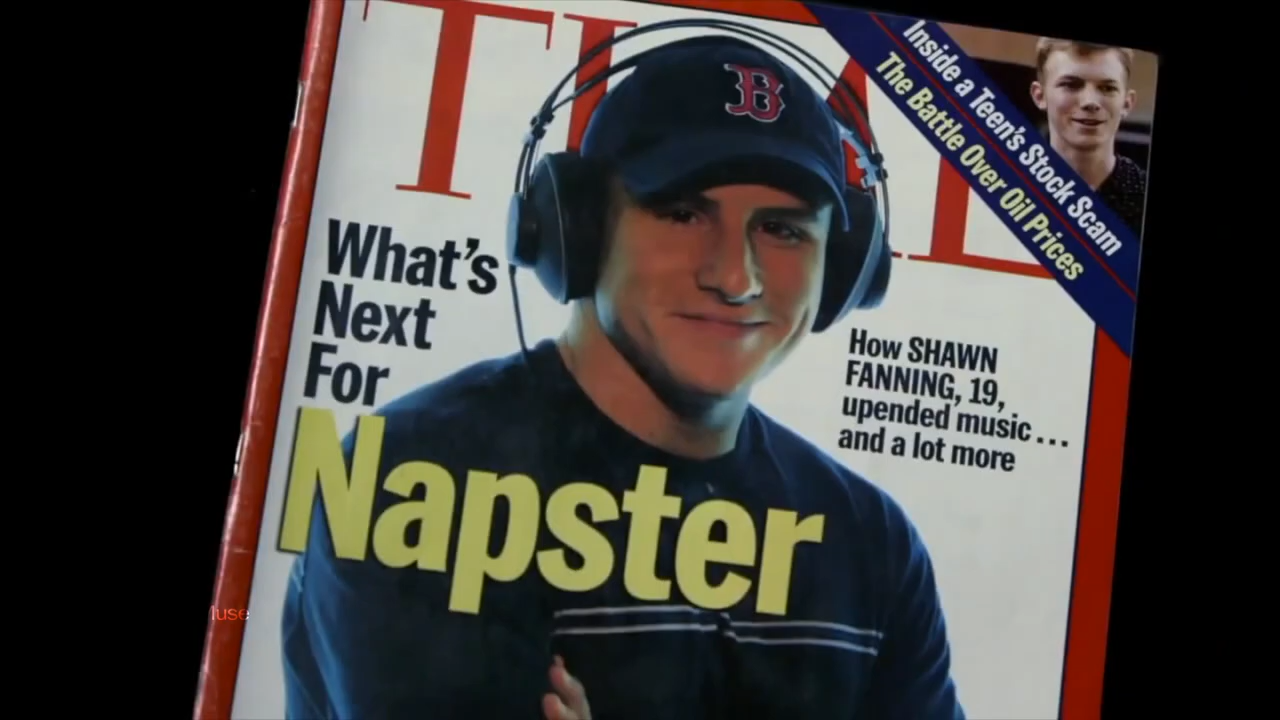 TIME
Inside a Teen's Stock Scam
The Battle Over Oil Prices
B
What's
Next
For
Napster
How SHAWN
FANNING, 19,
upended music...
and a lot more
fuse